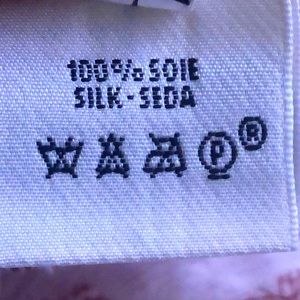 100% SOIE
SILK - SEDA
P ®